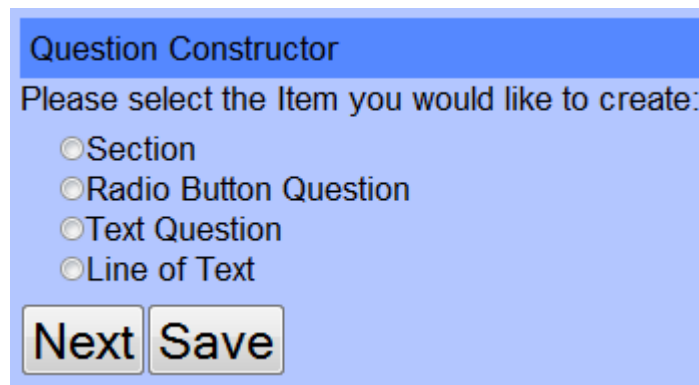 Question Constructor
Please select the Item you would like to create:
Section
Radio Button Question
Text Question
Line of Text
Next Save